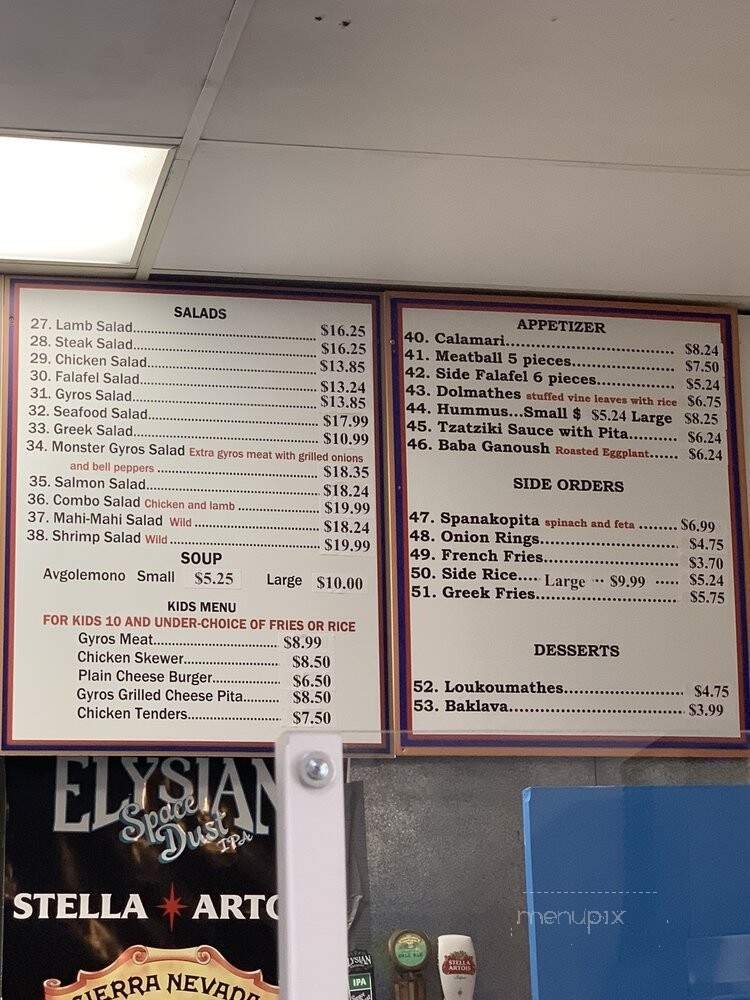 SALADS
27. Lamb Salad.......... $16.25
28. Steak Salad.......... $16.25
29. Chicken Salad.......... $13.85
30. Falafel Salad.......... $13.24
31. Gyros Salad.......... $13.85
32. Seafood Salad.......... $17.99
33. Greek Salad.......... $10.99
34. Monster Gyros Salad Extra gyros meat with grilled onions
and bell peppers .......... $18.35
35. Salmon Salad.......... $18.24
36. Combo Salad Chicken and lamb .......... $19.99
37. Mahi-Mahi Salad Wild .......... $18.24
38. Shrimp Salad Wild .......... $19.99
SOUP
Avgolemono Small $5.25 Large $10.00
KIDS MENU
FOR KIDS 10 AND UNDER-CHOICE OF FRIES OR RICE
Gyros Meat.......... $8.99
Chicken Skewer.......... $8.50
Plain Cheese Burger.......... $6.50
Gyros Grilled Cheese Pita.......... $8.50
Chicken Tenders.......... $7.50
APPETIZER
40. Calamari.......... $8.24
41. Meatball 5 pieces.......... $7.50
42. Side Falafel 6 pieces.......... $5.24
43. Dolmathes stuffed vine leaves with rice $6.75
44. Hummus...Small $ $5.24 Large $8.25
45. Tzatziki Sauce with Pita.......... $6.24
46. Baba Ganoush Roasted Eggplant...... $6.24
SIDE ORDERS
47. Spanakopita spinach and feta ........ $6.99
48. Onion Rings.......... $4.75
49. French Fries.......... $3.70
50. Side Rice.... Large ... $9.99 ..... $5.24
51. Greek Fries.......... $5.75
DESSERTS
52. Loukoumathes.......... $4.75
53. Baklava.......... $3.99
ELYSIAN
Space
Dust
IPA
STELLA ARTO
SIERRA NEVADA
IPA
PALE ALE
STELLA
ARTOIS
menupix